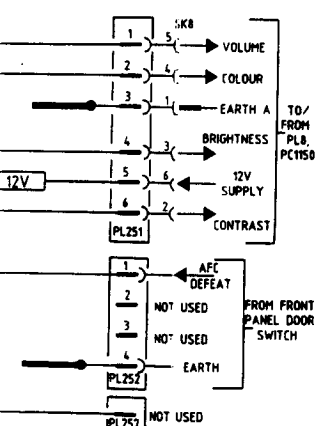 SK8
1 5 VOLUME
2 4 COLOUR
3 1 EARTH A
TO/
FROM
PL8,
PC1150
4 3 BRIGHTNESS
12V 5 6 12V
SUPPLY
6 2 CONTRAST
PL251
1 AFC
DEFEAT
2 NOT USED
3 NOT USED
FROM FRONT
PANEL DOOR
SWITCH
4 EARTH
PL252
NOT USED